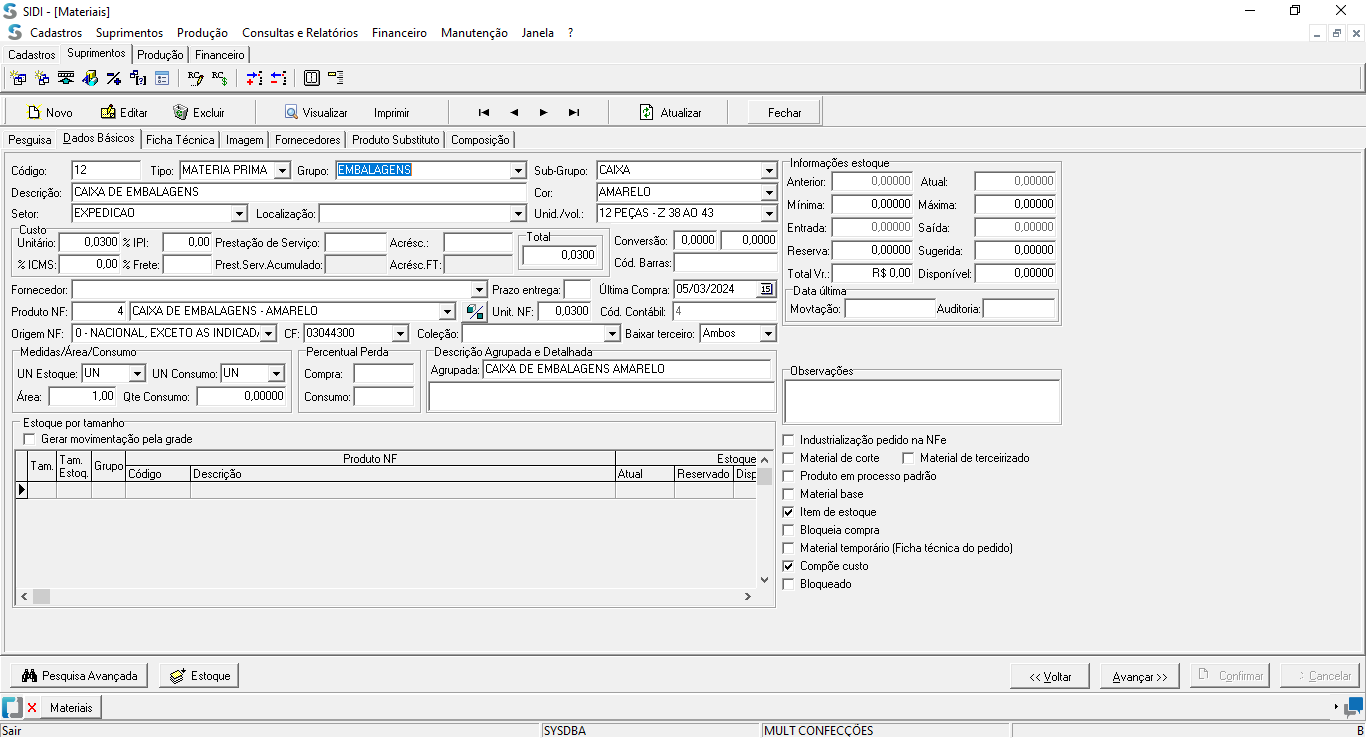 SIDI - [Materiais]
Cadastros Suprimentos Produção Consultas e Relatórios Financeiro Manutenção Janela ?
Cadastros Suprimentos Produção Financeiro
Novo Editar Excluir Visualizar Imprimir Atualizar Fechar
Pesquisa Dados Básicos Ficha Técnica Imagem Fornecedores Produto Substituto Composição
Código: 12 Tipo: MATERIA PRIMA Grupo: EMBALAGENS Sub-Grupo: CAIXA
Descrição: CAIXA DE EMBALAGENS Cor: AMARELO
Setor: EXPEDICAO Localização: Unid./vol.: 12 PEÇAS - Z 38 AO 43
Custo
Unitário: 0,0300 % IPI: 0,00 Prestação de Serviço: Acrésc.:
% ICMS: 0,00 % Frete: Prest.Serv.Acumulado: Acrésc.FT:
Total
0,0300
Conversão: 0,0000 0,0000
Cód. Barras:
Fornecedor: Prazo entrega: Última Compra: 05/03/2024 15
Produto NF: 4 CAIXA DE EMBALAGENS - AMARELO Unit. NF: 0,0300 Cód. Contábil: 4
Origem NF: 0 - NACIONAL, EXCETO AS INDICADA CF: 03044300 Coleção: Baixar terceiro: Ambos
Informações estoque
Anterior: 0,00000 Atual: 0,00000
Mínima: 0,00000 Máxima: 0,00000
Entrada: 0,00000 Saída: 0,00000
Reserva: 0,00000 Sugerida: 0,00000
Total Vr.: R$ 0,00 Disponível: 0,00000
Data última
Movtação: Auditoria:
Medidas/Área/Consumo
UN Estoque: UN UN Consumo: UN
Área: 1,00 Qte Consumo: 0,00000
Percentual Perda
Compra:
Consumo:
Descrição Agrupada e Detalhada
Agrupada: CAIXA DE EMBALAGENS AMARELO
Observações
Estoque por tamanho
Gerar movimentação pela grade
Tam. Tam. Estoq. Grupo Produto NF Estoque
Código Descrição Atual Reservado Disp
Industrialização pedido na NFe
Material de corte Material de terceirizado
Produto em processo padrão
Material base
Item de estoque
Bloqueia compra
Material temporário (Ficha técnica do pedido)
Compõe custo
Bloqueado
Pesquisa Avançada Estoque << Voltar Avançar >> Confirmar Cancelar
Materiais
Sair SYSDBA MULT CONFECÇÕES B